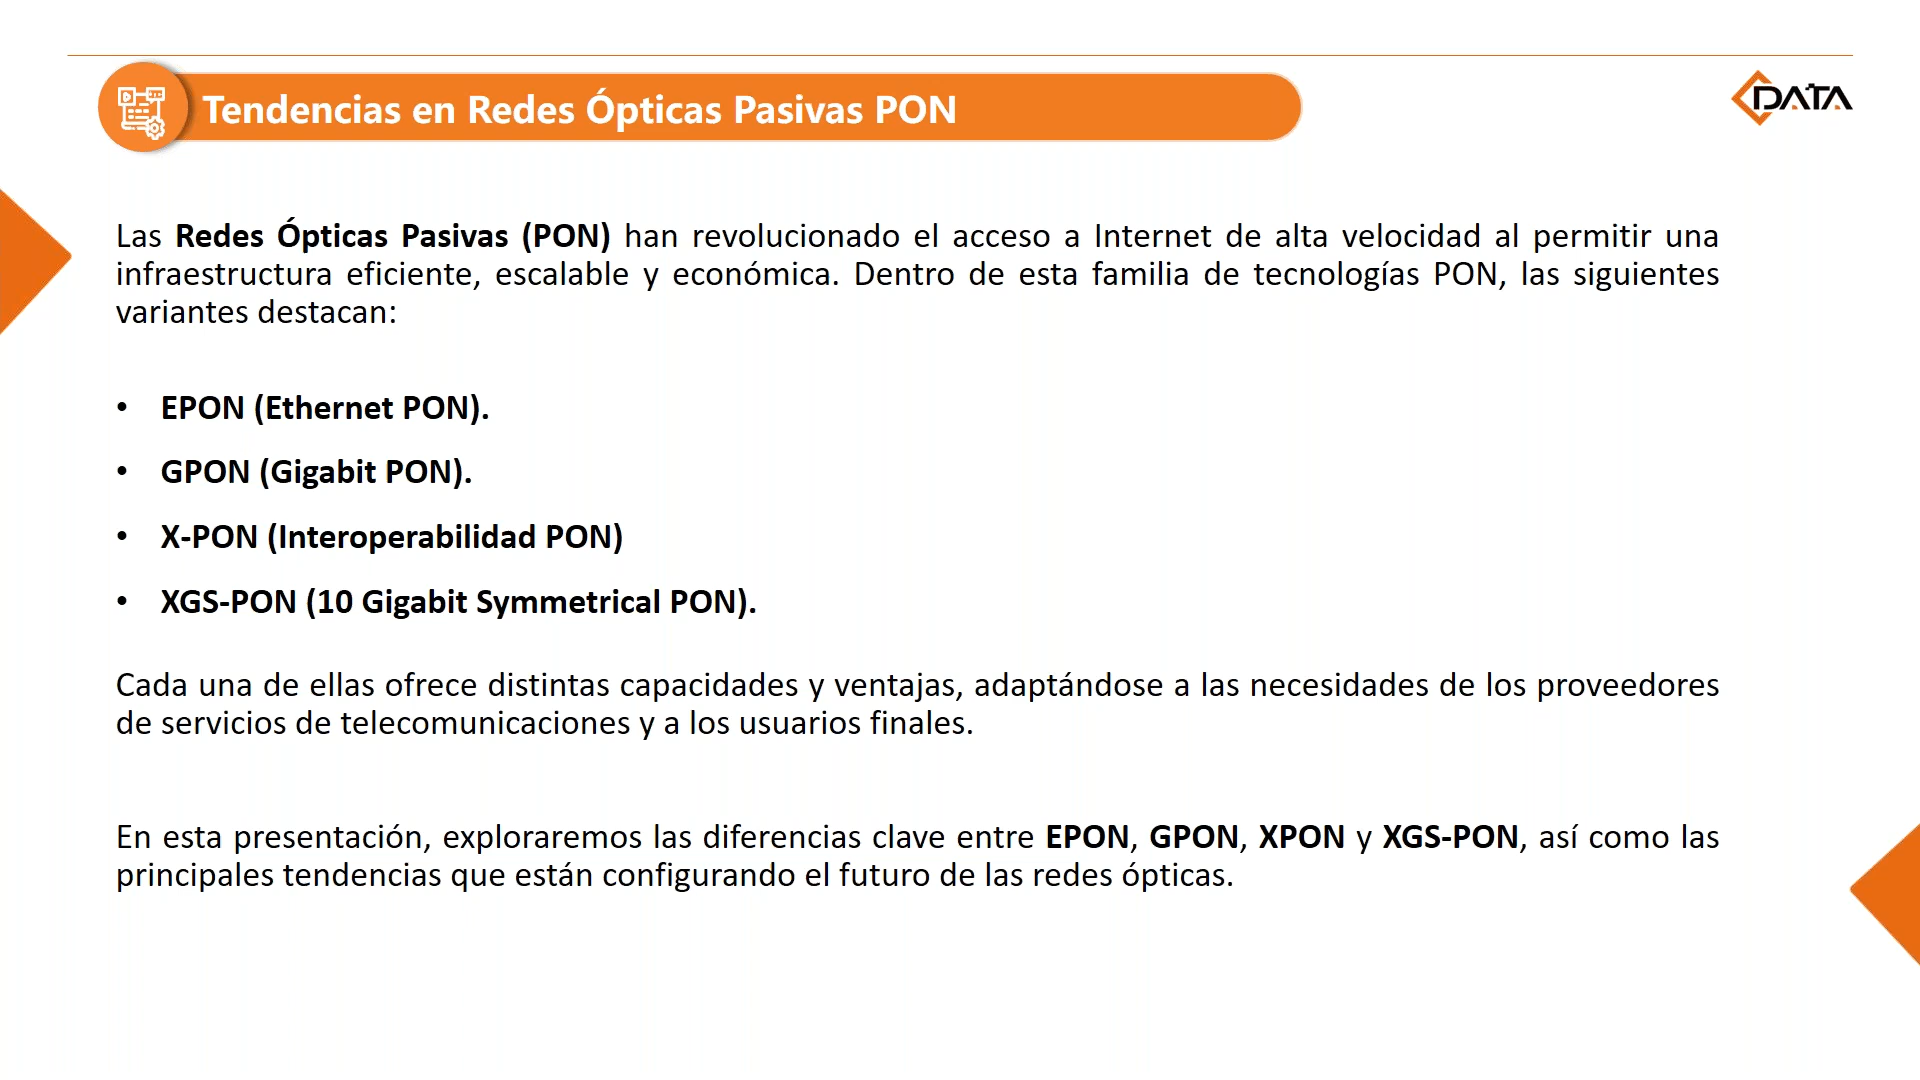 Tendencias en Redes Ópticas Pasivas PON
DATA
Las Redes Ópticas Pasivas (PON) han revolucionado el acceso a Internet de alta velocidad al permitir una
infraestructura eficiente, escalable y económica. Dentro de esta familia de tecnologías PON, las siguientes
variantes destacan:
• EPON (Ethernet PON).
• GPON (Gigabit PON).
• X-PON (Interoperabilidad PON)
• XGS-PON (10 Gigabit Symmetrical PON).
Cada una de ellas ofrece distintas capacidades y ventajas, adaptándose a las necesidades de los proveedores
de servicios de telecomunicaciones y a los usuarios finales.
En esta presentación, exploraremos las diferencias clave entre EPON, GPON, XPON y XGS-PON, así como las
principales tendencias que están configurando el futuro de las redes ópticas.